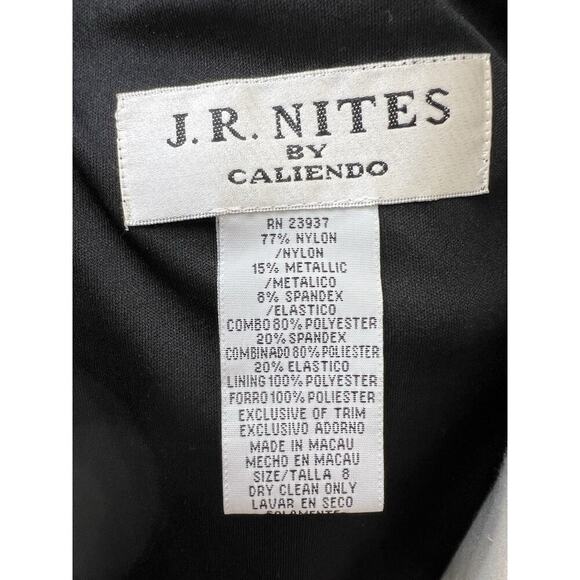 J.R. NITES
BY
CALIENDO
RN 23937
77% NYLON
/NYLON
15% METALLIC
/METALICO
8% SPANDEX
/ELASTICO
COMBO 80% POLYESTER
20% SPANDEX
COMBINADO 80% POLIESTER
20% ELASTICO
LINING 100% POLYESTER
FORRO 100% POLIESTER
EXCLUSIVE OF TRIM
EXCLUSIVO ADORNO
MADE IN MACAU
MECHO EN MACAU
SIZE/TALLA 8
DRY CLEAN ONLY
LAVAR EN SECO
SOLAMENTE